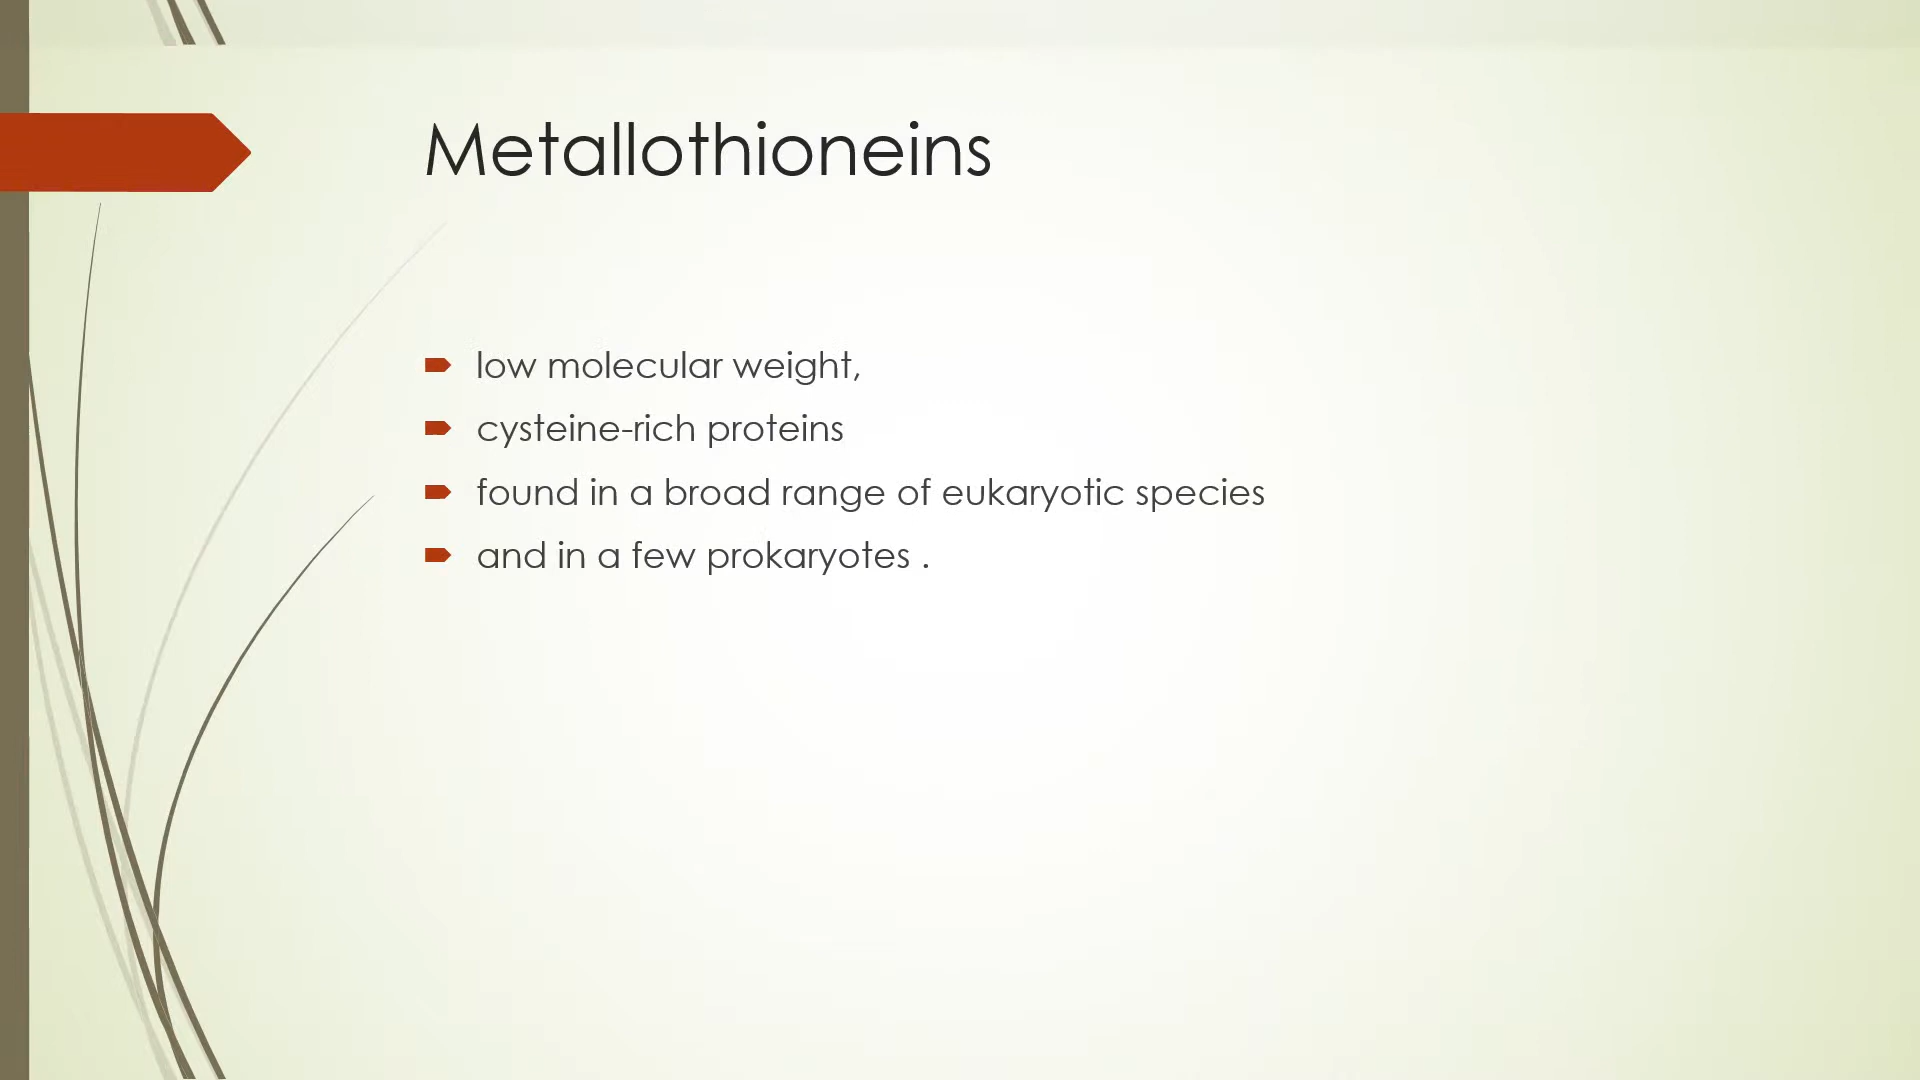 Metallothioneins
low molecular weight,
cysteine-rich proteins
found in a broad range of eukaryotic species
and in a few prokaryotes .